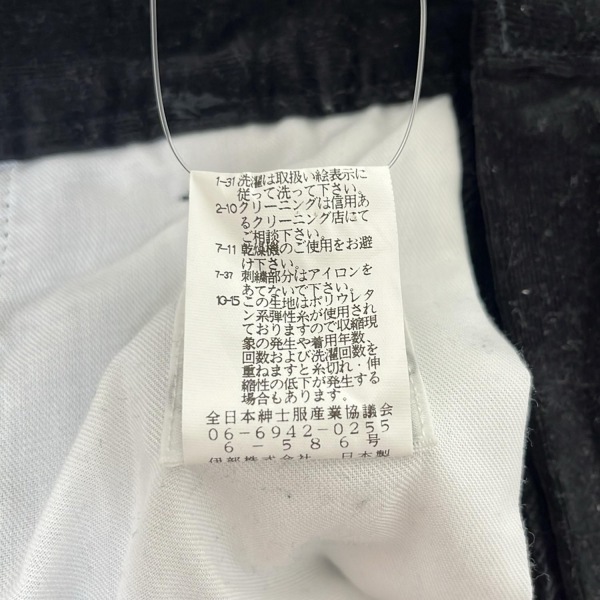 1-31 洗濯は取扱い絵表示に
従って洗って下さい。
2-10 クリーニングは信用あ
るクリーニング店にて
ご相談下さい。
7-11 乾燥機のご使用をお避
け下さい。
7-37 刺繍部分はアイロンを
あてないで下さい。
10-15 この生地はポリウレタ
ン系弾性糸が使用され
ておりますので収縮現
象の発生や着用年数、
回数および洗濯回数を
重ねますと糸切れ・伸
縮性の低下が発生する
場合もあります。
全日本紳士服産業協議会
06-6942-0255
6-586号
伊部株式会社 日本製